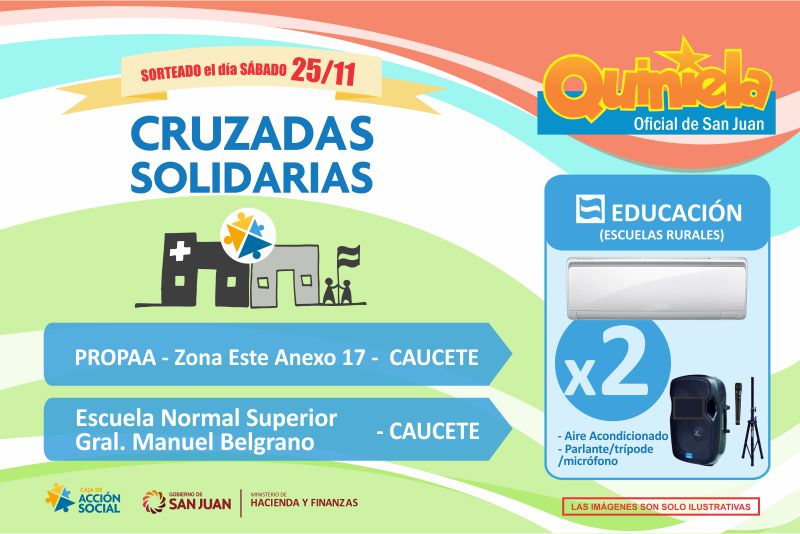 SORTEADO el día SÁBADO 25/11
CRUZADAS
SOLIDARIAS
PROPAA - Zona Este Anexo 17 - CAUCETE
Escuela Normal Superior
Gral. Manuel Belgrano - CAUCETE
Quiniela
Oficial de San Juan
EDUCACIÓN
(ESCUELAS RURALES)
x2
- Aire Acondicionado
- Parlante/trípode
/micrófono
CAJA DE
ACCIÓN
SOCIAL
GOBIERNO DE
SAN JUAN
MINISTERIO DE
HACIENDA Y FINANZAS
LAS IMÁGENES SON SOLO ILUSTRATIVAS